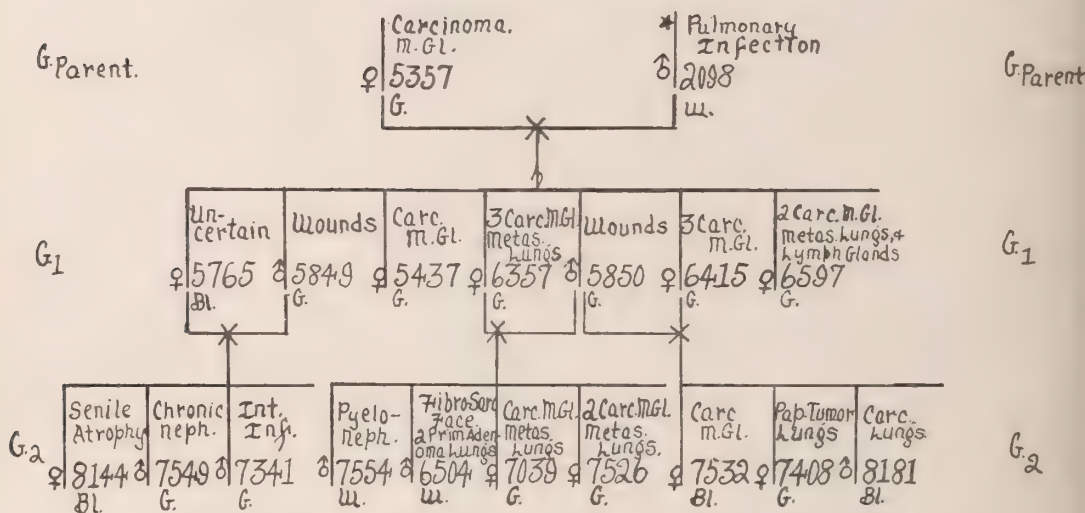 G.Parent.
Carcinoma.
M.Gl.
♀ 5357
G.
* Pulmonary
Infection
♂ 2098
W.
G.Parent
G1
Un-
certain
♀ 5765
Bl.
Wounds
♂ 5849
G.
Carc.
M.Gl.
♀ 5437
G.
3 Carc.M.Gl.
Metas.
Lungs
♀ 6357
G.
Wounds
♂ 5850
G.
3 Carc.
M.Gl.
♀ 6415
G.
2 Carc.M.Gl.
Metas.Lungs,&
Lymph Glands
♀ 6597
G.
G.1
G.2
Senile
Atrophy
♀ 8144
Bl.
Chronic
neph.
♂ 7549
G.
Int.
Inf.
♂ 7341
G.
Pyelo-
neph.
♂ 7554
W.
Fibro-Sarc
Face
2 Prim Aden-
oma Lungs
♂ 6504
W.
Carc.M.Gl.
Metas.
Lungs
♀ 7039
G.
2 Carc.M.Gl.
Metas.
Lungs.
♀ 7526
G.
Carc
M.Gl.
♀ 7532
Bl.
Pap.Tumor
Lungs
♀ 7408
G.
Carc.
Lungs
♂ 8181
Bl.
G.2